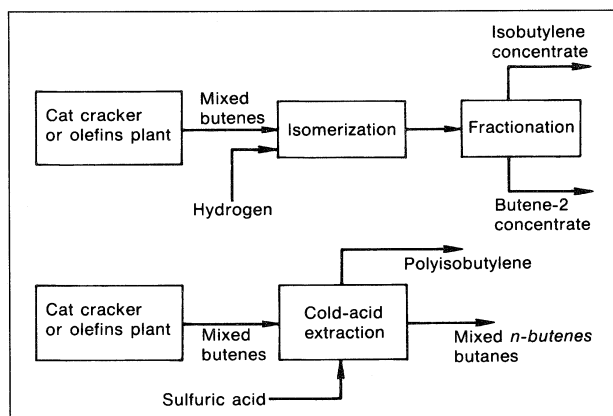 Isobutylene
concentrate
Cat cracker
or olefins plant
Mixed
butenes
Isomerization
Fractionation
Hydrogen
Butene-2
concentrate
Polyisobutylene
Cat cracker
or olefins plant
Mixed
butenes
Cold-acid
extraction
Mixed n-butenes
butanes
Sulfuric acid